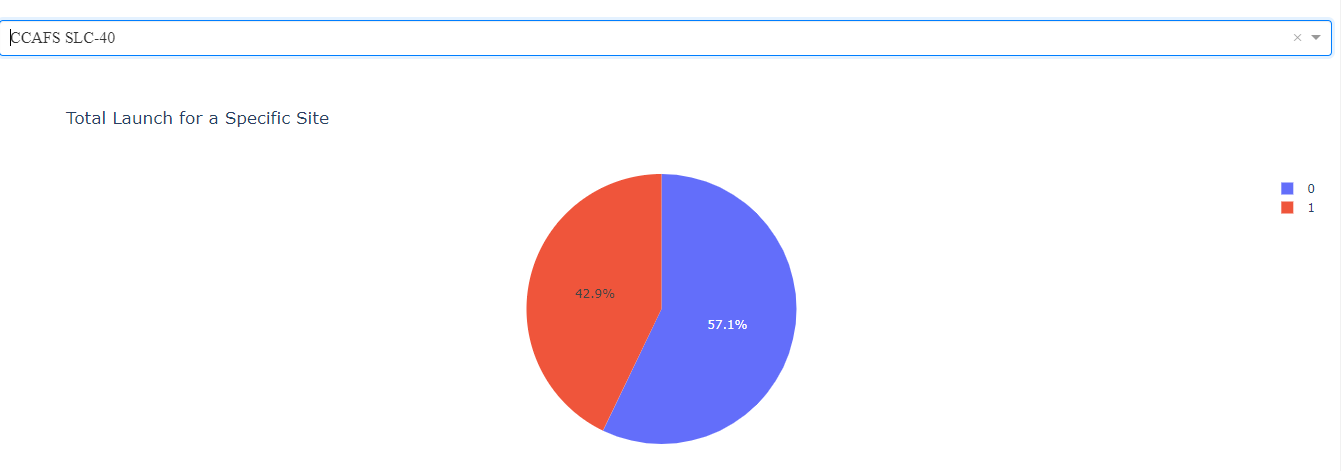 CCAFS SLC-40
Total Launch for a Specific Site
0
1
42.9%
57.1%